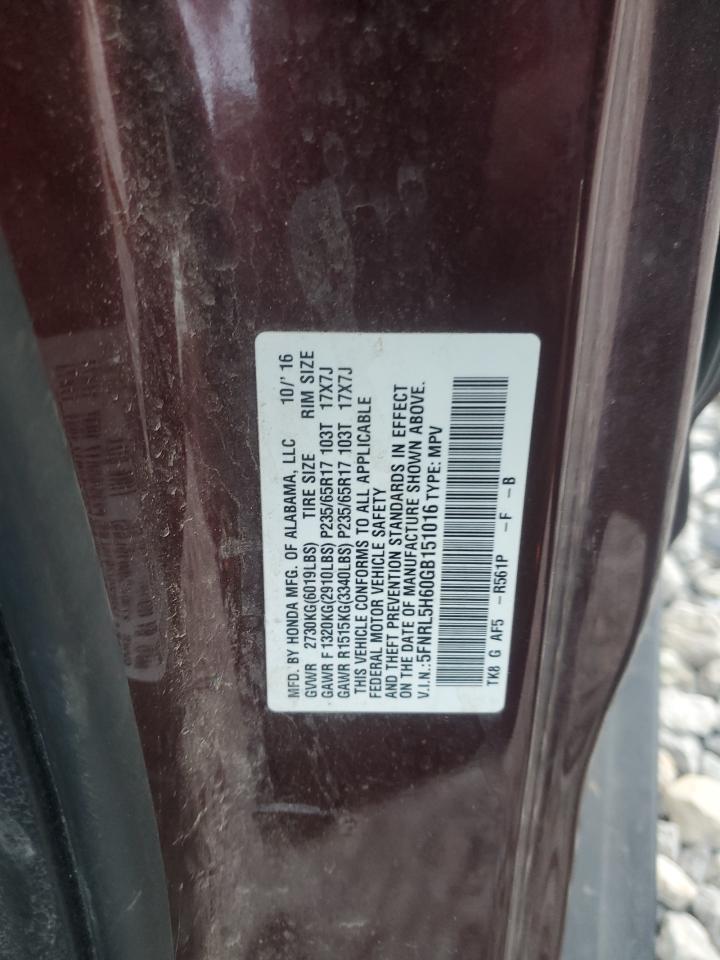 MFD. BY HONDA MFG. OF ALABAMA, LLC 10/'16
GVWR 2730KG(6019LBS) TIRE SIZE RIM SIZE
GAWR F 1320KG(2910LBS) P235/65R17 103T 17X7J
GAWR R1515KG(3340LBS) P235/65R17 103T 17X7J
THIS VEHICLE CONFORMS TO ALL APPLICABLE
FEDERAL MOTOR VEHICLE SAFETY
AND THEFT PREVENTION STANDARDS IN EFFECT
ON THE DATE OF MANUFACTURE SHOWN ABOVE.
V.I.N.:5FNRL5H60GB151016 TYPE: MPV
TK8 G AF5 -R561P -F -B